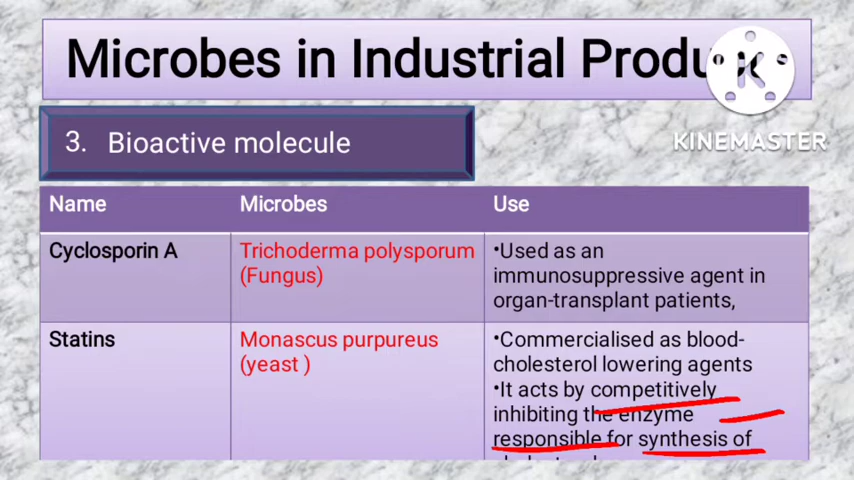 Microbes in Industrial Produ
KINEMASTER
3. Bioactive molecule
Name Microbes Use
Cyclosporin A
Trichoderma polysporum
(Fungus)
•Used as an
immunosuppressive agent in
organ-transplant patients,
Statins
Monascus purpureus
(yeast )
•Commercialised as blood-
cholesterol lowering agents
•It acts by competitively
inhibiting the enzyme
responsible for synthesis of